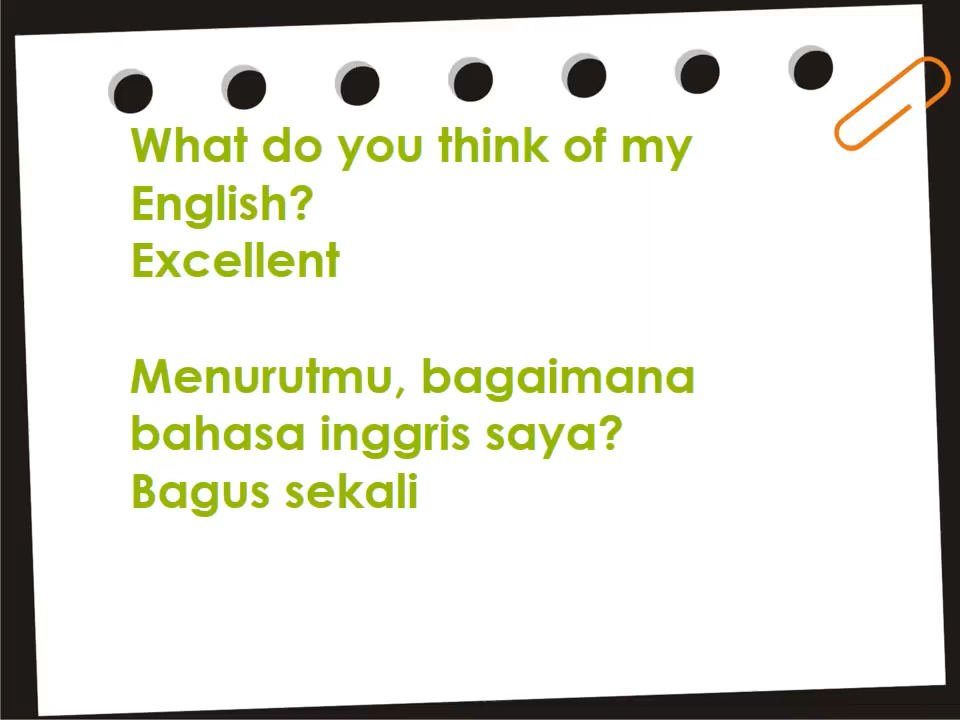 What do you think of my
English?
Excellent
Menurutmu, bagaimana
bahasa inggris saya?
Bagus sekali